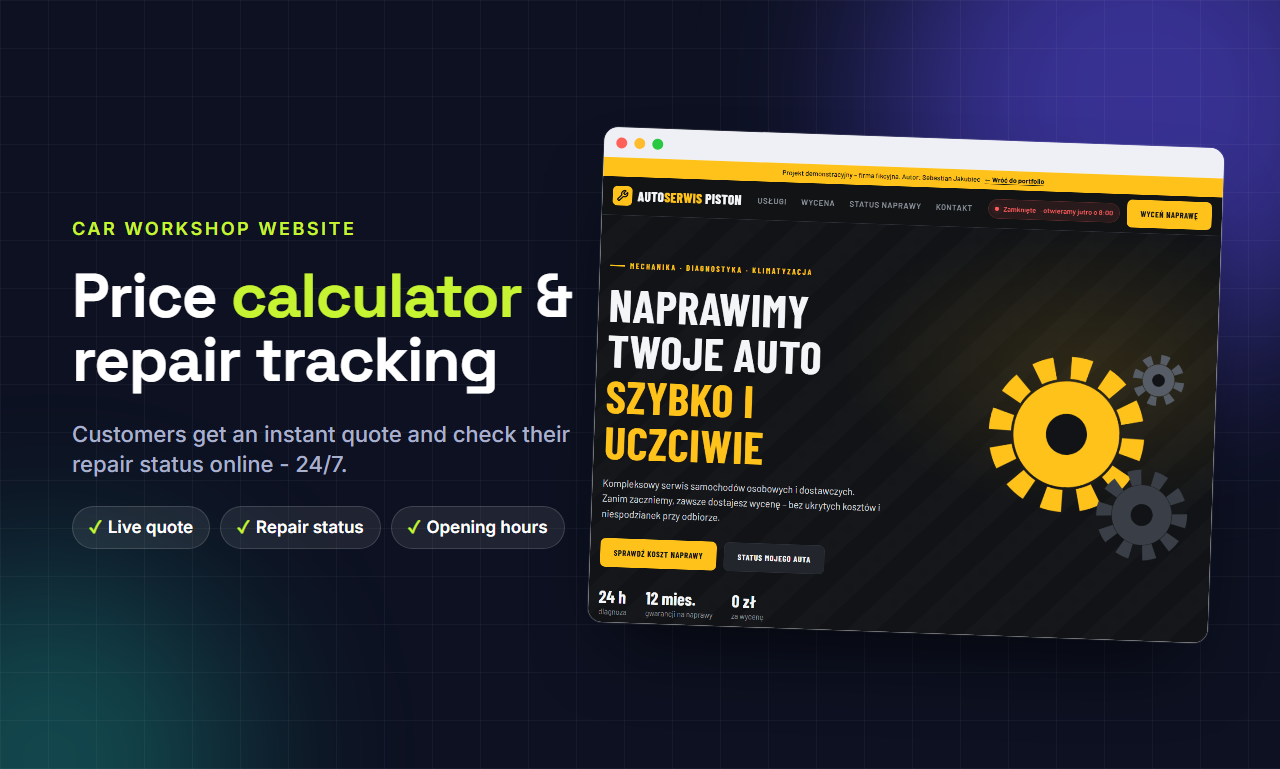 CAR WORKSHOP WEBSITE
Price calculator &
repair tracking
Customers get an instant quote and check their
repair status online - 24/7.
✓ Live quote
✓ Repair status
✓ Opening hours
Projekt demonstracyjny – firma fikcyjna. Autor: Sebastian Jakubiec
← Wróć do portfolio
AUTOSERWIS PISTON
USŁUGI
WYCENA
STATUS NAPRAWY
KONTAKT
Zamknięte · otwieramy jutro o 8:00
WYCEŃ NAPRAWĘ
MECHANIKA · DIAGNOSTYKA · KLIMATYZACJA
NAPRAWIMY
TWOJE AUTO
SZYBKO I
UCZCIWIE
Kompleksowy serwis samochodów osobowych i dostawczych.
Zanim zaczniemy, zawsze dostajesz wycenę – bez ukrytych kosztów i
niespodzianek przy odbiorze.
SPRAWDŹ KOSZT NAPRAWY
STATUS MOJEGO AUTA
24 h
diagnoza
12 mies.
gwarancji na naprawy
0 zł
za wycenę